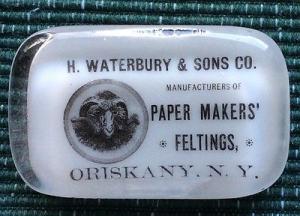 H. WATERBURY & SONS CO.
MANUFACTURERS OF
PAPER MAKERS'
* FELTINGS, *
ORISKANY, N. Y.